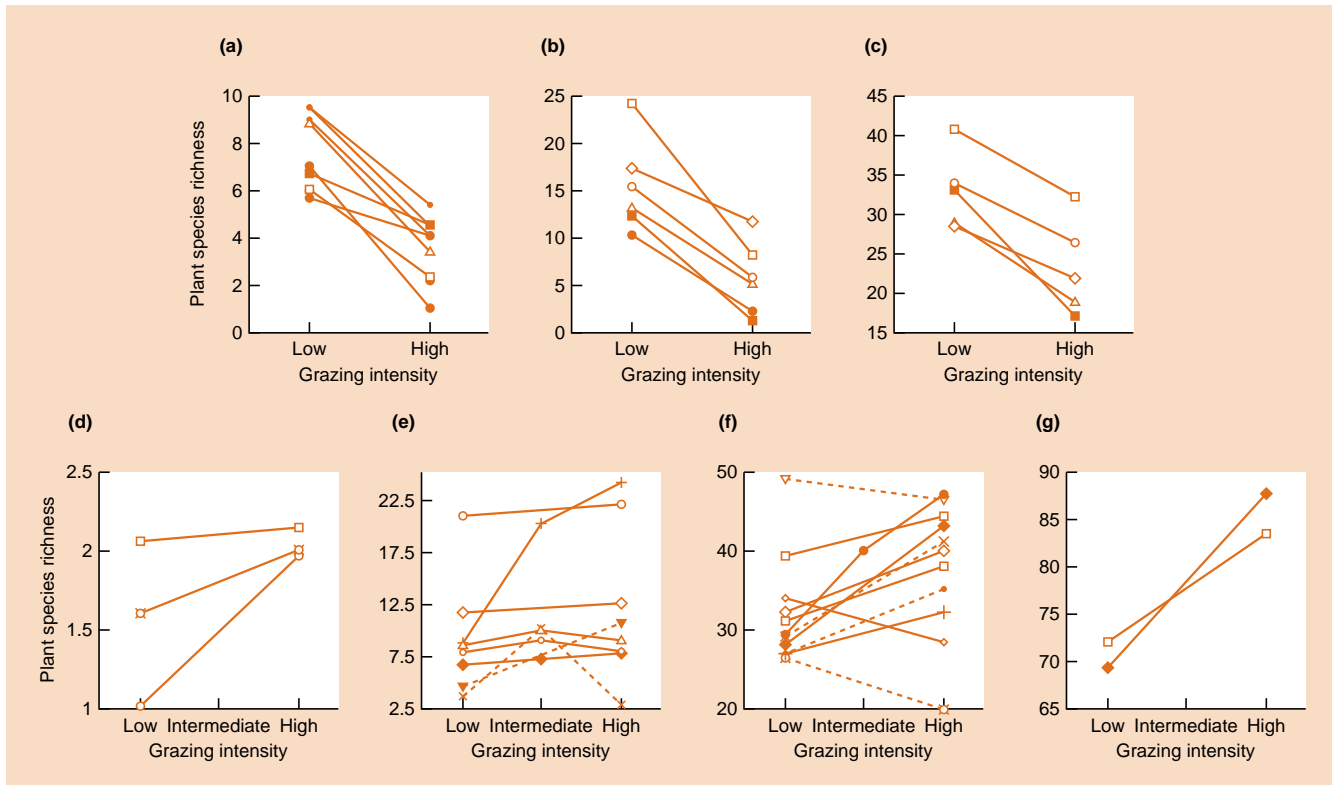 (a)
(b)
(c)
Plant species richness
10
8
6
4
2
0
Low High
Grazing intensity
25
20
15
10
5
0
Low High
Grazing intensity
45
40
35
30
25
20
15
Low High
Grazing intensity
(d)
(e)
(f)
(g)
Plant species richness
2.5
2
1.5
1
Low Intermediate High
Grazing intensity
22.5
17.5
12.5
7.5
2.5
Low Intermediate High
Grazing intensity
50
40
30
20
Low Intermediate High
Grazing intensity
90
85
80
75
70
65
Low Intermediate High
Grazing intensity